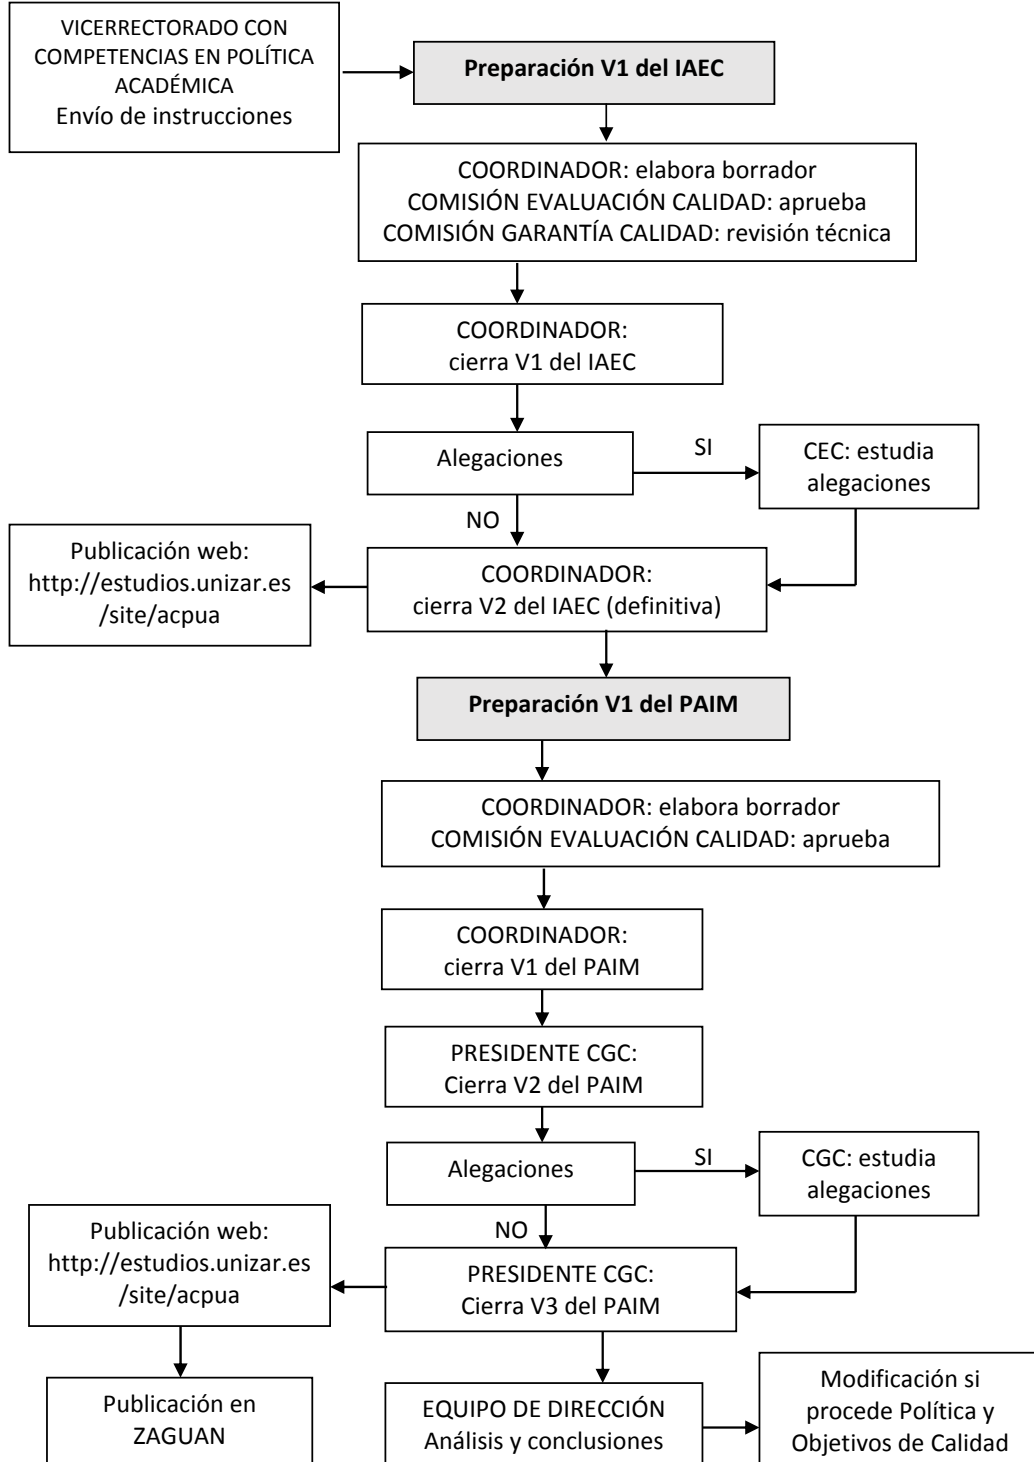 VICERRECTORADO CON
COMPETENCIAS EN POLÍTICA
ACADÉMICA
Envío de instrucciones
Preparación V1 del IAEC
COORDINADOR: elabora borrador
COMISIÓN EVALUACIÓN CALIDAD: aprueba
COMISIÓN GARANTÍA CALIDAD: revisión técnica
COORDINADOR:
cierra V1 del IAEC
Alegaciones
SI
CEC: estudia
alegaciones
NO
Publicación web:
http://estudios.unizar.es
/site/acpua
COORDINADOR:
cierra V2 del IAEC (definitiva)
Preparación V1 del PAIM
COORDINADOR: elabora borrador
COMISIÓN EVALUACIÓN CALIDAD: aprueba
COORDINADOR:
cierra V1 del PAIM
PRESIDENTE CGC:
Cierra V2 del PAIM
Alegaciones
SI
CGC: estudia
alegaciones
NO
Publicación web:
http://estudios.unizar.es
/site/acpua
PRESIDENTE CGC:
Cierra V3 del PAIM
Publicación en
ZAGUAN
EQUIPO DE DIRECCIÓN
Análisis y conclusiones
Modificación si
procede Política y
Objetivos de Calidad